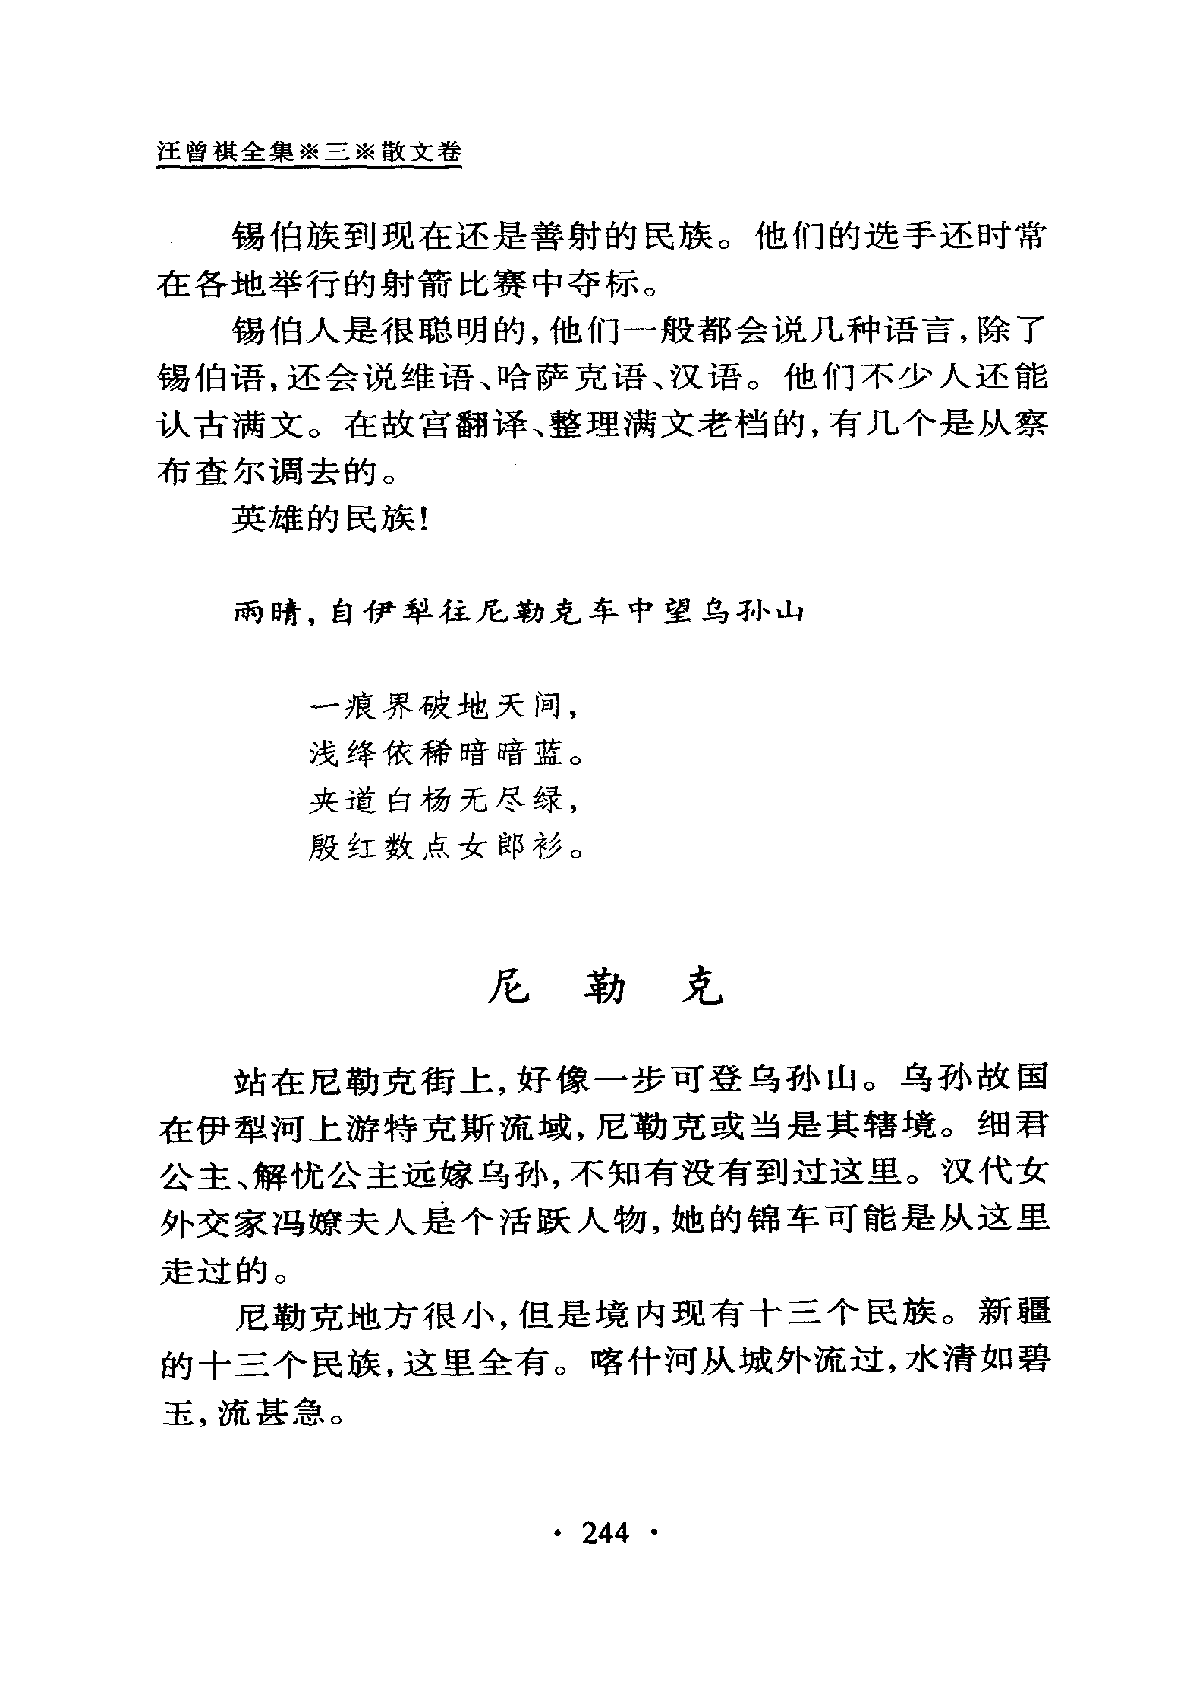 汪曾祺全集※三※散文卷
锡伯族到现在还是善射的民族。他们的选手还时常
在各地举行的射箭比赛中夺标。
锡伯人是很聪明的,他们一般都会说几种语言,除了
锡伯语,还会说维语、哈萨克语、汉语。他们不少人还能
认古满文。在故宫翻译、整理满文老档的,有几个是从察
布查尔调去的。
英雄的民族!
雨晴,自伊犁往尼勒克车中望乌孙山
一痕界破地天间,
浅绛依稀暗暗蓝。
夹道白杨无尽绿,
殷红数点女郎衫。
尼勒克
站在尼勒克街上,好像一步可登乌孙山。乌孙故国
在伊犁河上游特克斯流域,尼勒克或当是其辖境。细君
公主、解忧公主远嫁乌孙,不知有没有到过这里。汉代女
外交家冯嫽夫人是个活跃人物,她的锦车可能是从这里
走过的。
尼勒克地方很小,但是境内现有十三个民族。新疆
的十三个民族,这里全有。喀什河从城外流过,水清如碧
玉,流甚急。
· 244 ·